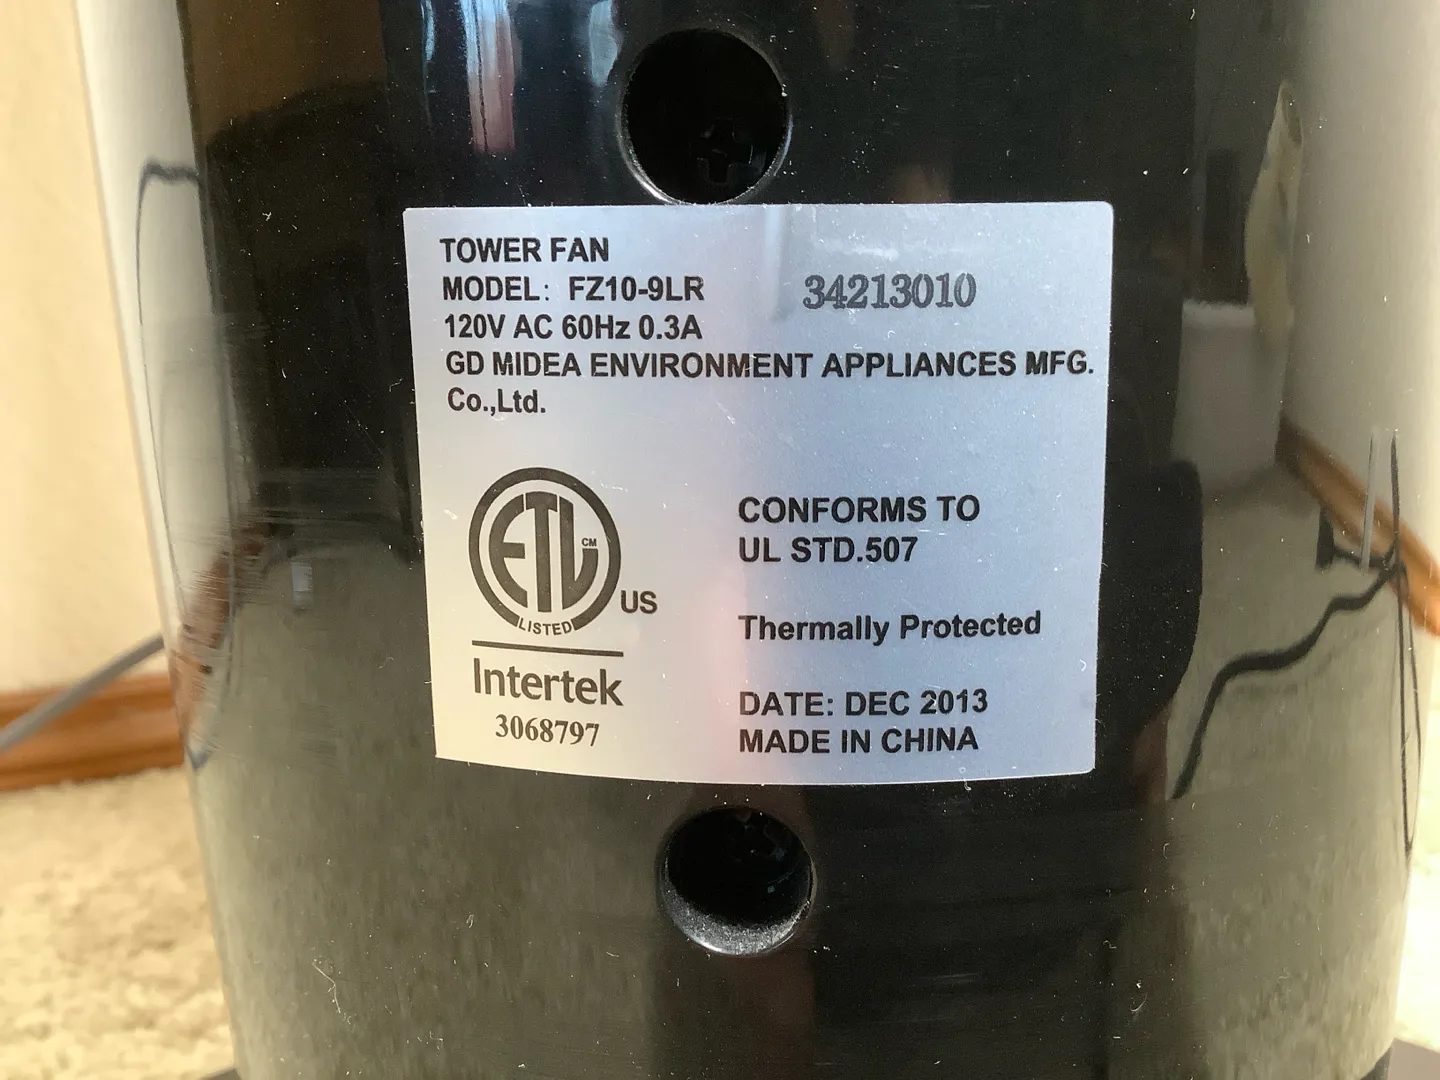 TOWER FAN
MODEL: FZ10-9LR
34213010
120V AC 60Hz 0.3A
GD MIDEA ENVIRONMENT APPLIANCES MFG.
Co.,Ltd.
ETL CM
LISTED
US
Intertek
3068797
CONFORMS TO
UL STD.507
Thermally Protected
DATE: DEC 2013
MADE IN CHINA